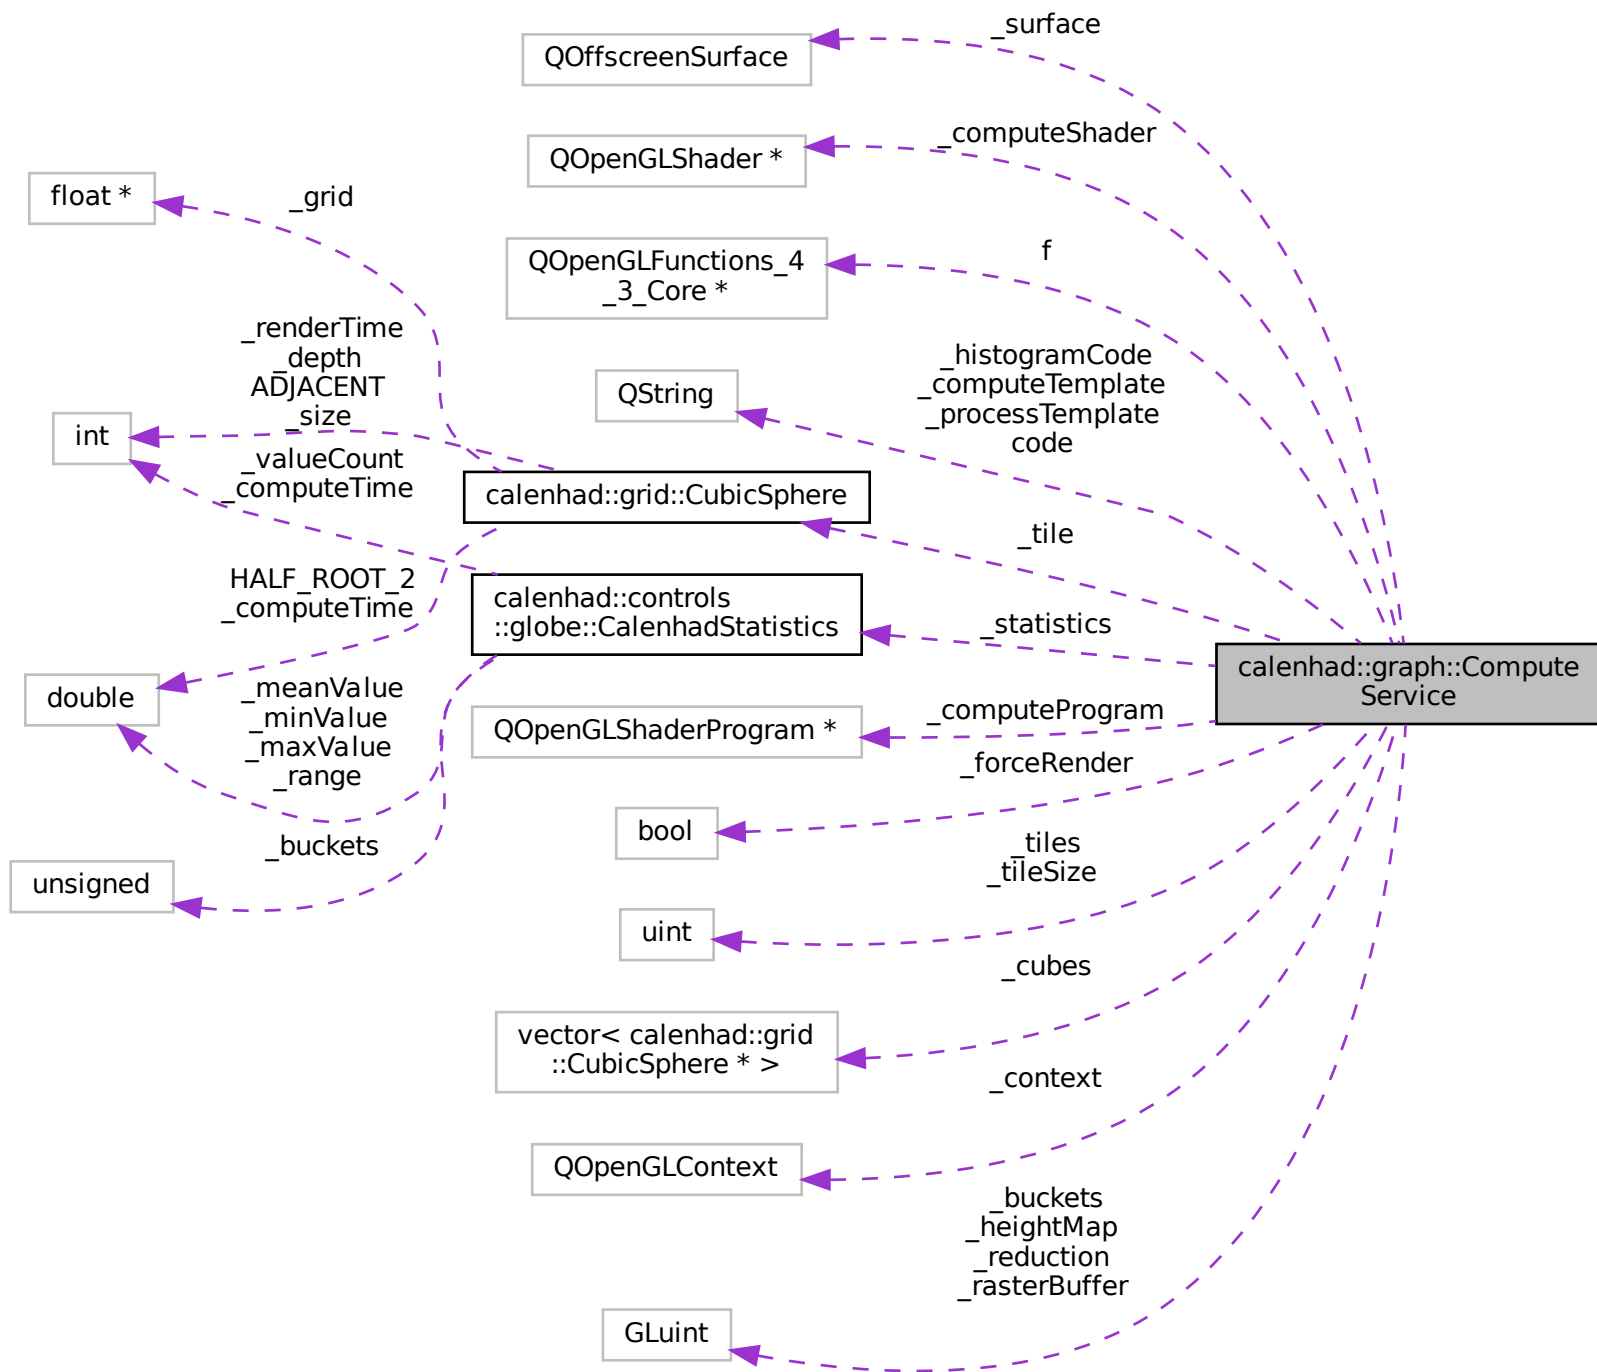 _surface
QOffscreenSurface
_computeShader
QOpenGLShader *
float *
_grid
QOpenGLFunctions_4
_3_Core *
f
_renderTime
_depth
ADJACENT
_size
QString
_histogramCode
_computeTemplate
_processTemplate
code
int
_valueCount
_computeTime
calenhad::grid::CubicSphere
_tile
HALF_ROOT_2
_computeTime
calenhad::controls
::globe::CalenhadStatistics
_statistics
calenhad::graph::Compute
Service
double
_meanValue
_minValue
_maxValue
_range
QOpenGLShaderProgram *
_computeProgram
_forceRender
bool
_buckets
unsigned
_tiles
_tileSize
uint
_cubes
vector< calenhad::grid
::CubicSphere * >
_context
QOpenGLContext
_buckets
_heightMap
_reduction
_rasterBuffer
GLuint